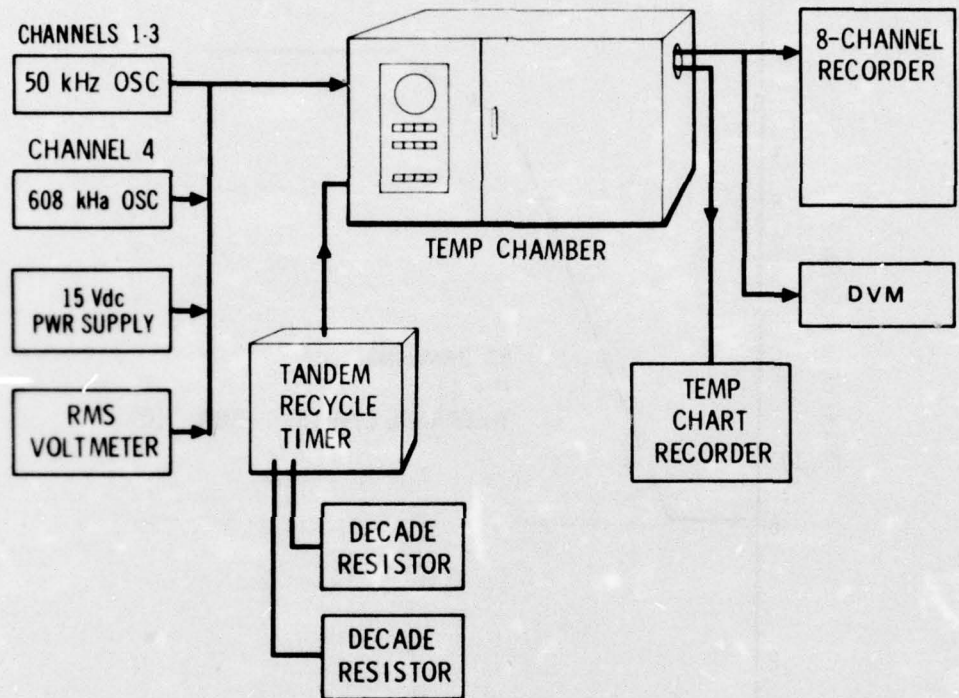 CHANNELS 1-3
50 kHz OSC
CHANNEL 4
608 kHa OSC
15 Vdc
PWR SUPPLY
RMS
VOLTMETER
TEMP CHAMBER
TANDEM
RECYCLE
TIMER
DECADE
RESISTOR
DECADE
RESISTOR
8-CHANNEL
RECORDER
DVM
TEMP
CHART
RECORDER